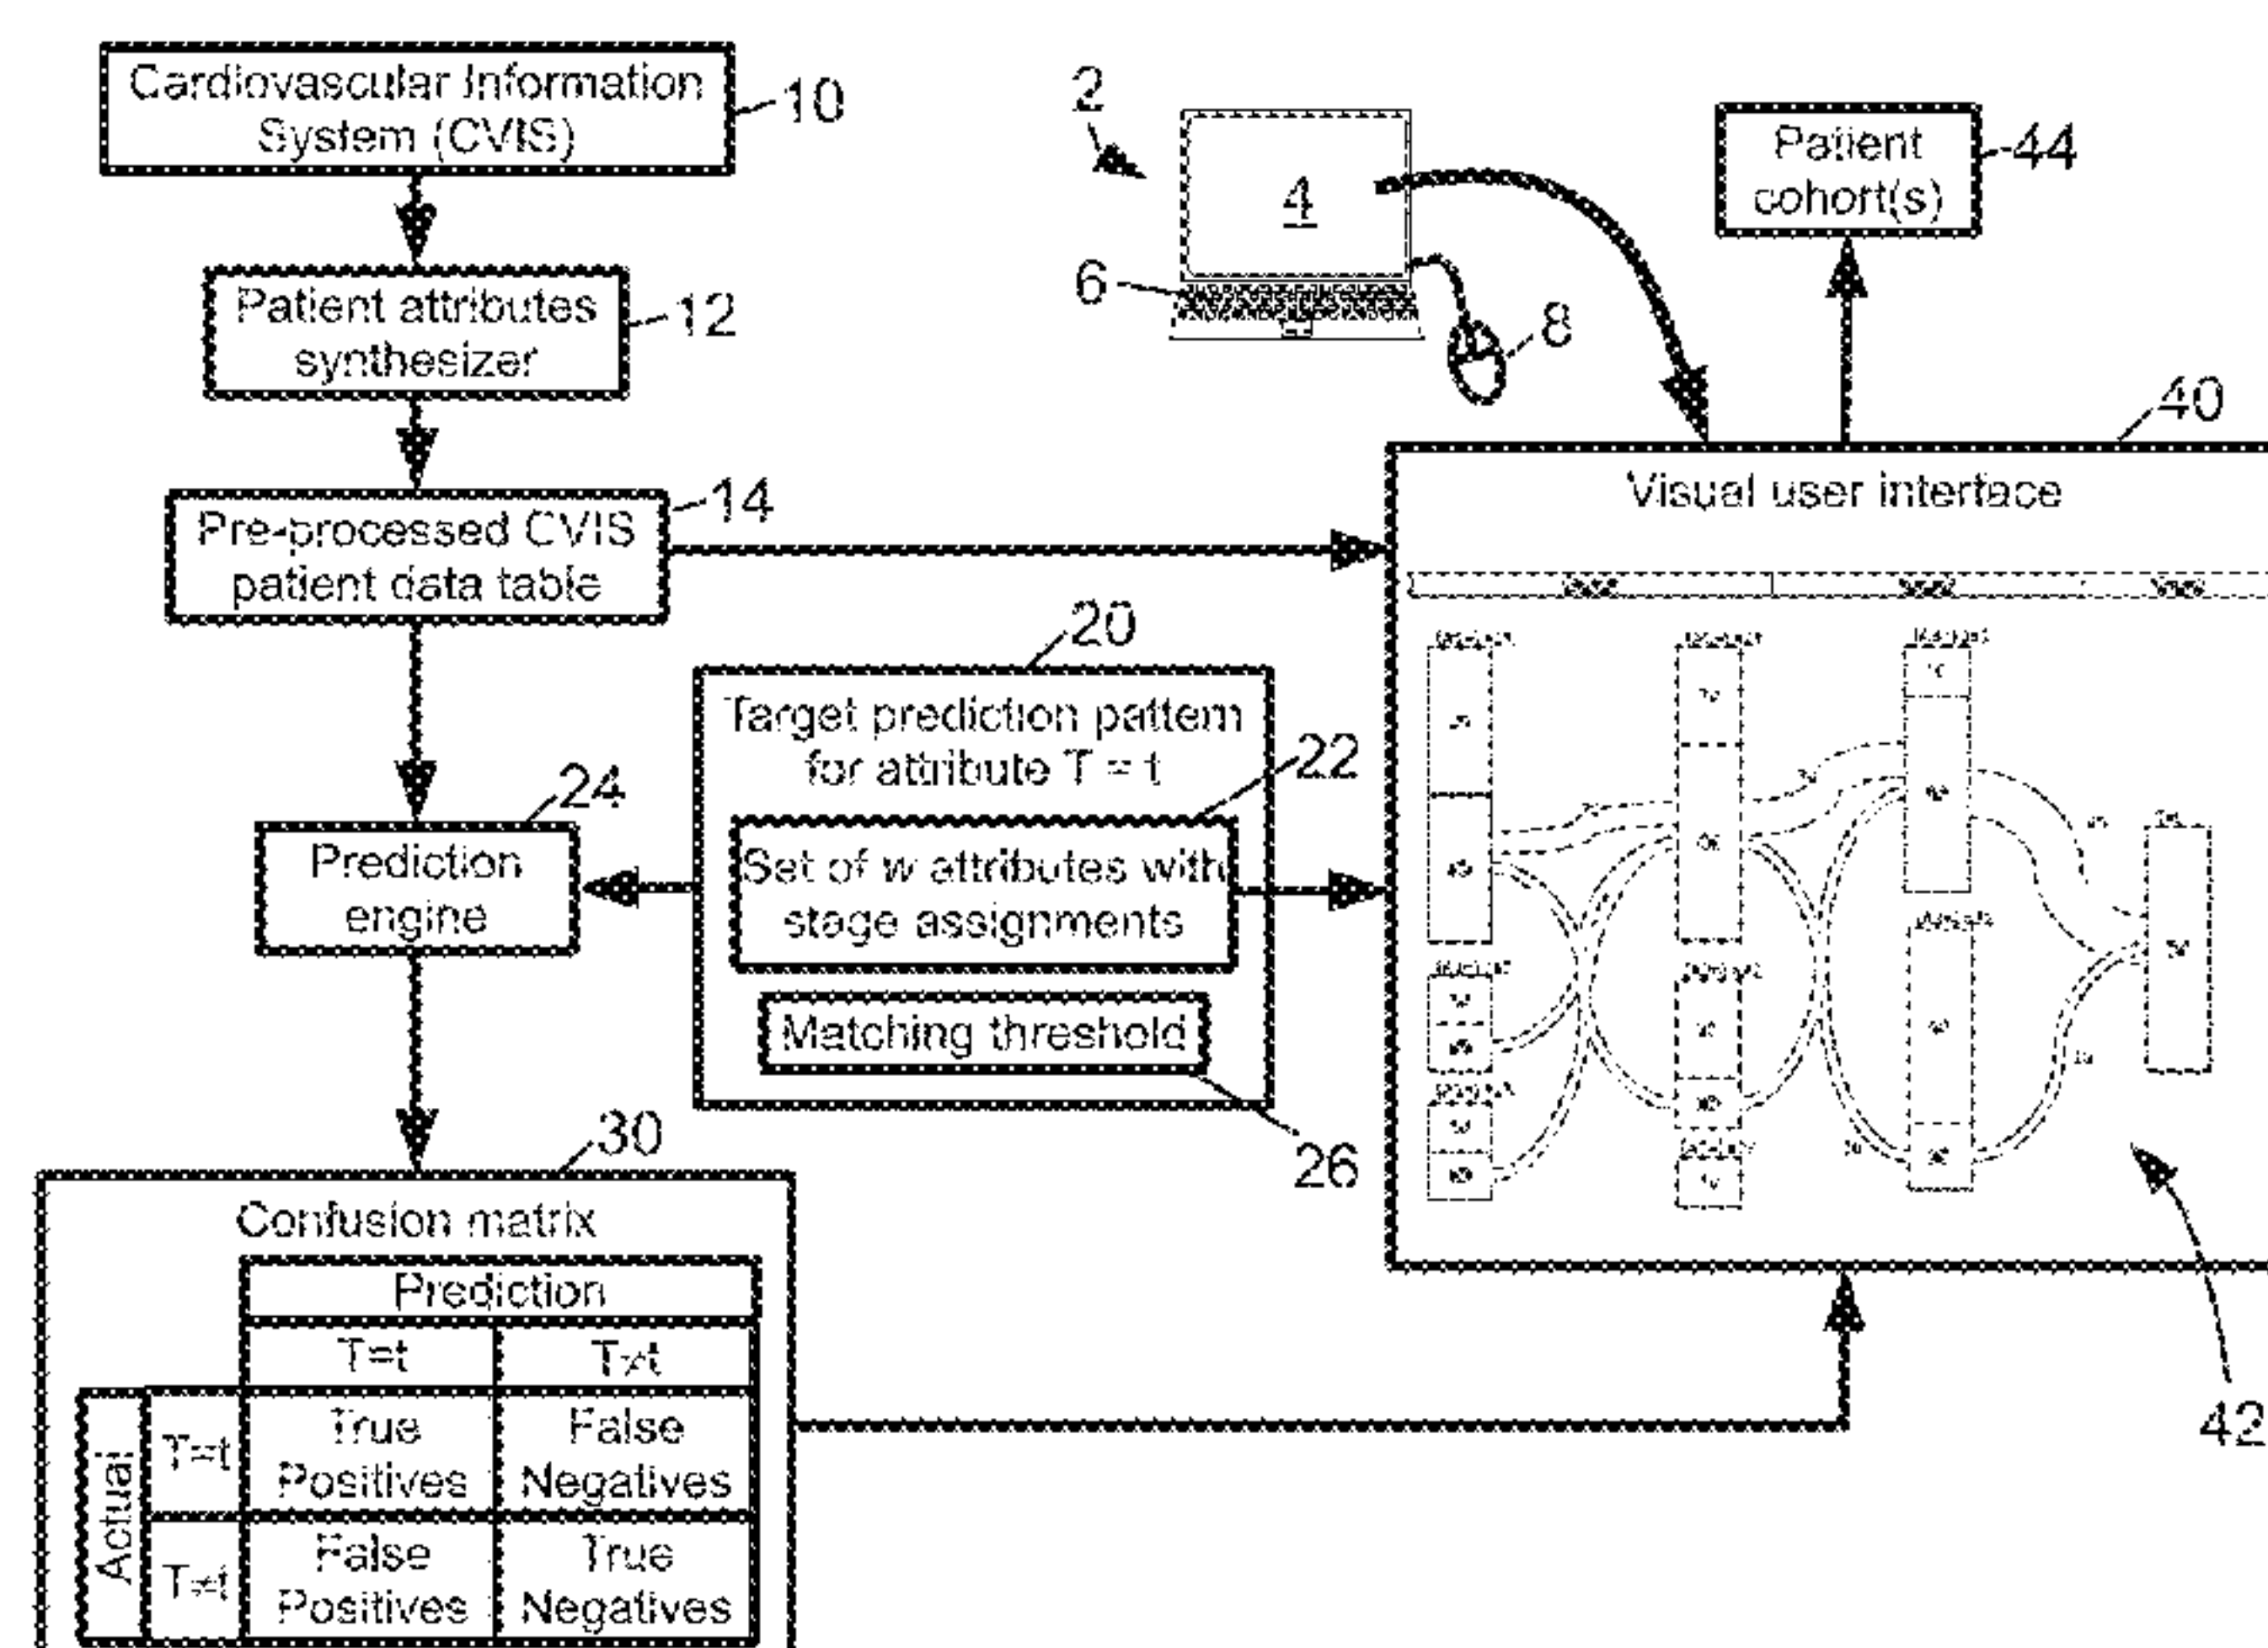 Cardiovascular Information
System (CVIS)
10
Patient attributes
synthesizer
12
Pre-processed CVIS
patient data table
14
2
4
6
8
Patient
cohort(s)
44
40
Visual user interface
20
Target prediction pattern
for attribute T = t
22
Set of w attributes with
stage assignments
Matching threshold
26
24
Prediction
engine
30
Confusion matrix
Prediction
T=t
T≠t
Actual
T=t
True
Positives
False
Negatives
T≠t
False
Positives
True
Negatives
42